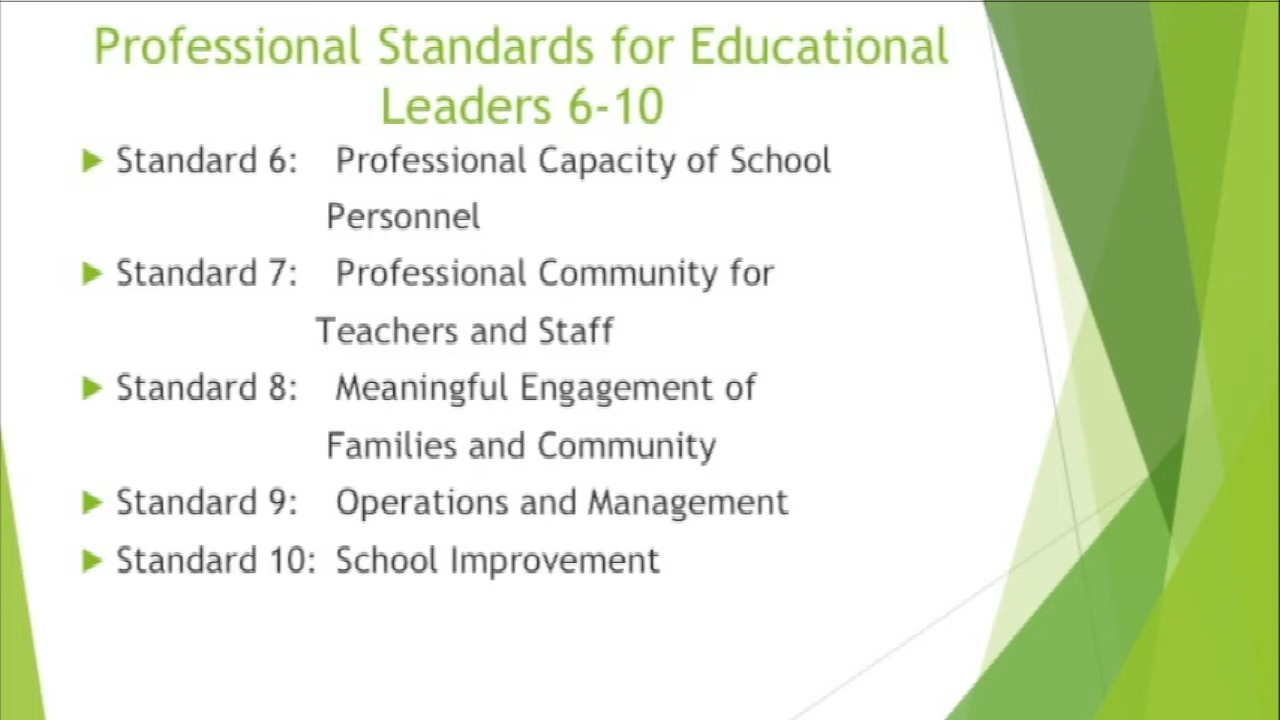 Professional Standards for Educational
Leaders 6-10
Standard 6: Professional Capacity of School
Personnel
Standard 7: Professional Community for
Teachers and Staff
Standard 8: Meaningful Engagement of
Families and Community
Standard 9: Operations and Management
Standard 10: School Improvement